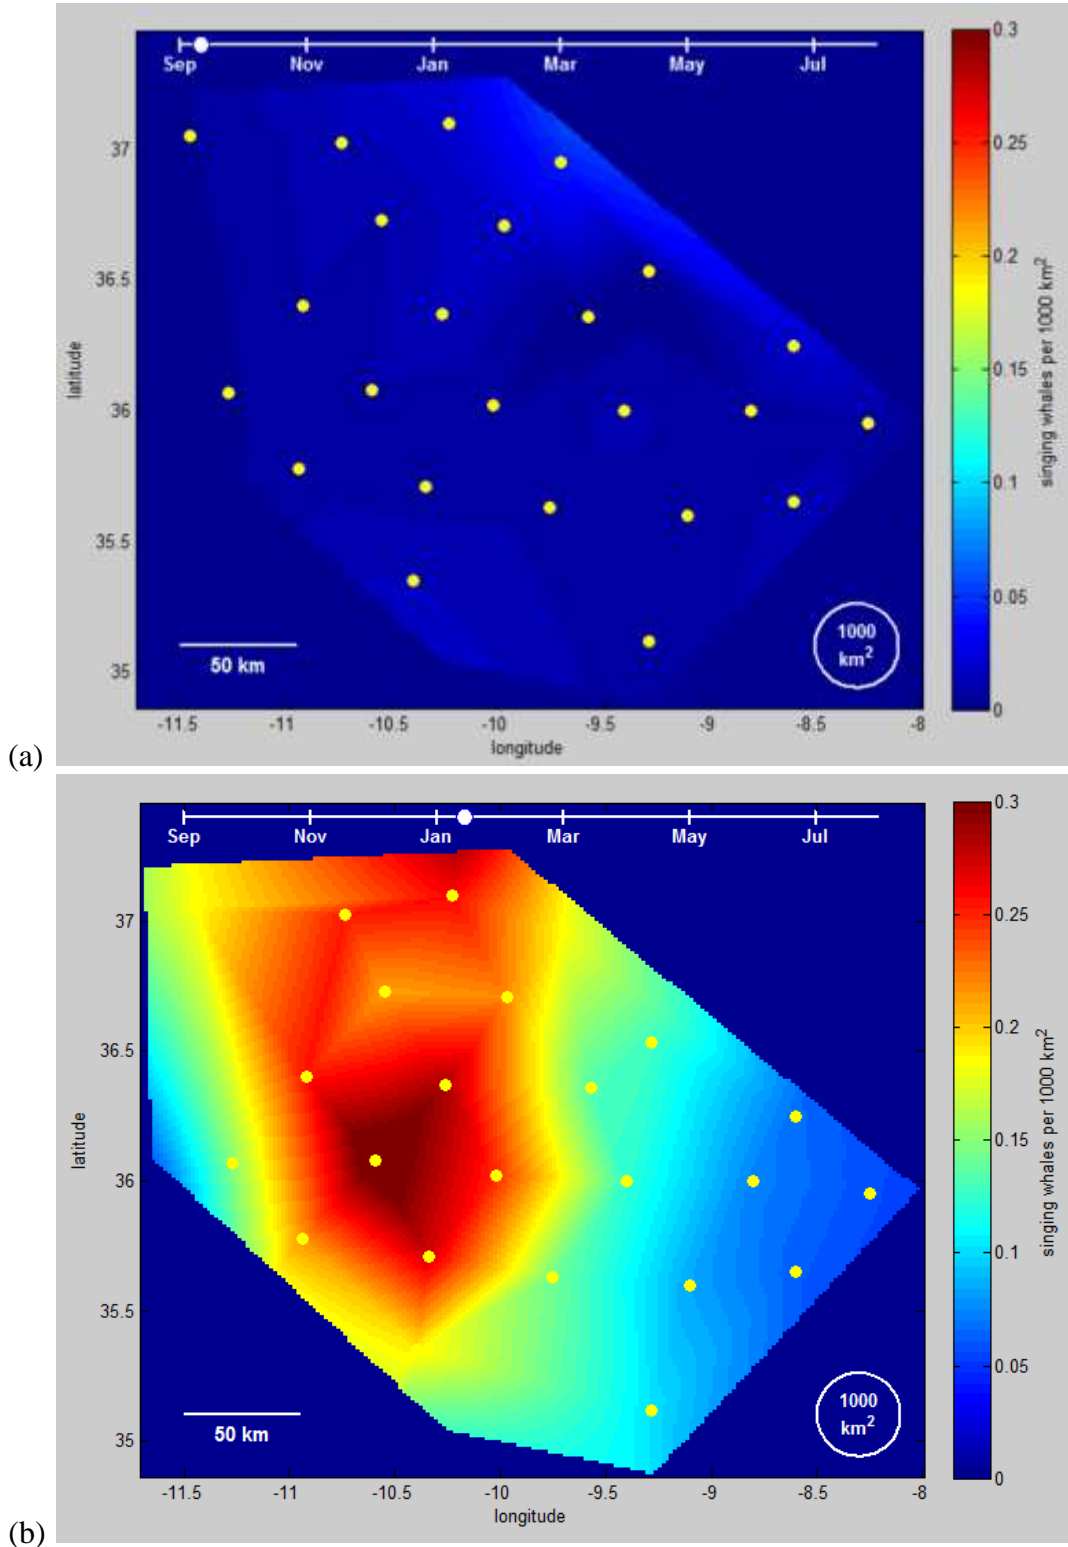 Sep Nov Jan Mar May Jul
0.3
37
0.25
36.5
0.2
latitude
singing whales per 1000 km²
0.15
36
0.1
35.5
0.05
1000
km²
50 km
35
0
-11.5 -11 -10.5 -10 -9.5 -9 -8.5 -8
longitude
(a)
0.3
Sep Nov Jan Mar May Jul
37
0.25
36.5
0.2
latitude
singing whales per 1000 km²
0.15
36
0.1
35.5
0.05
1000
km²
50 km
35
0
-11.5 -11 -10.5 -10 -9.5 -9 -8.5 -8
longitude
(b)